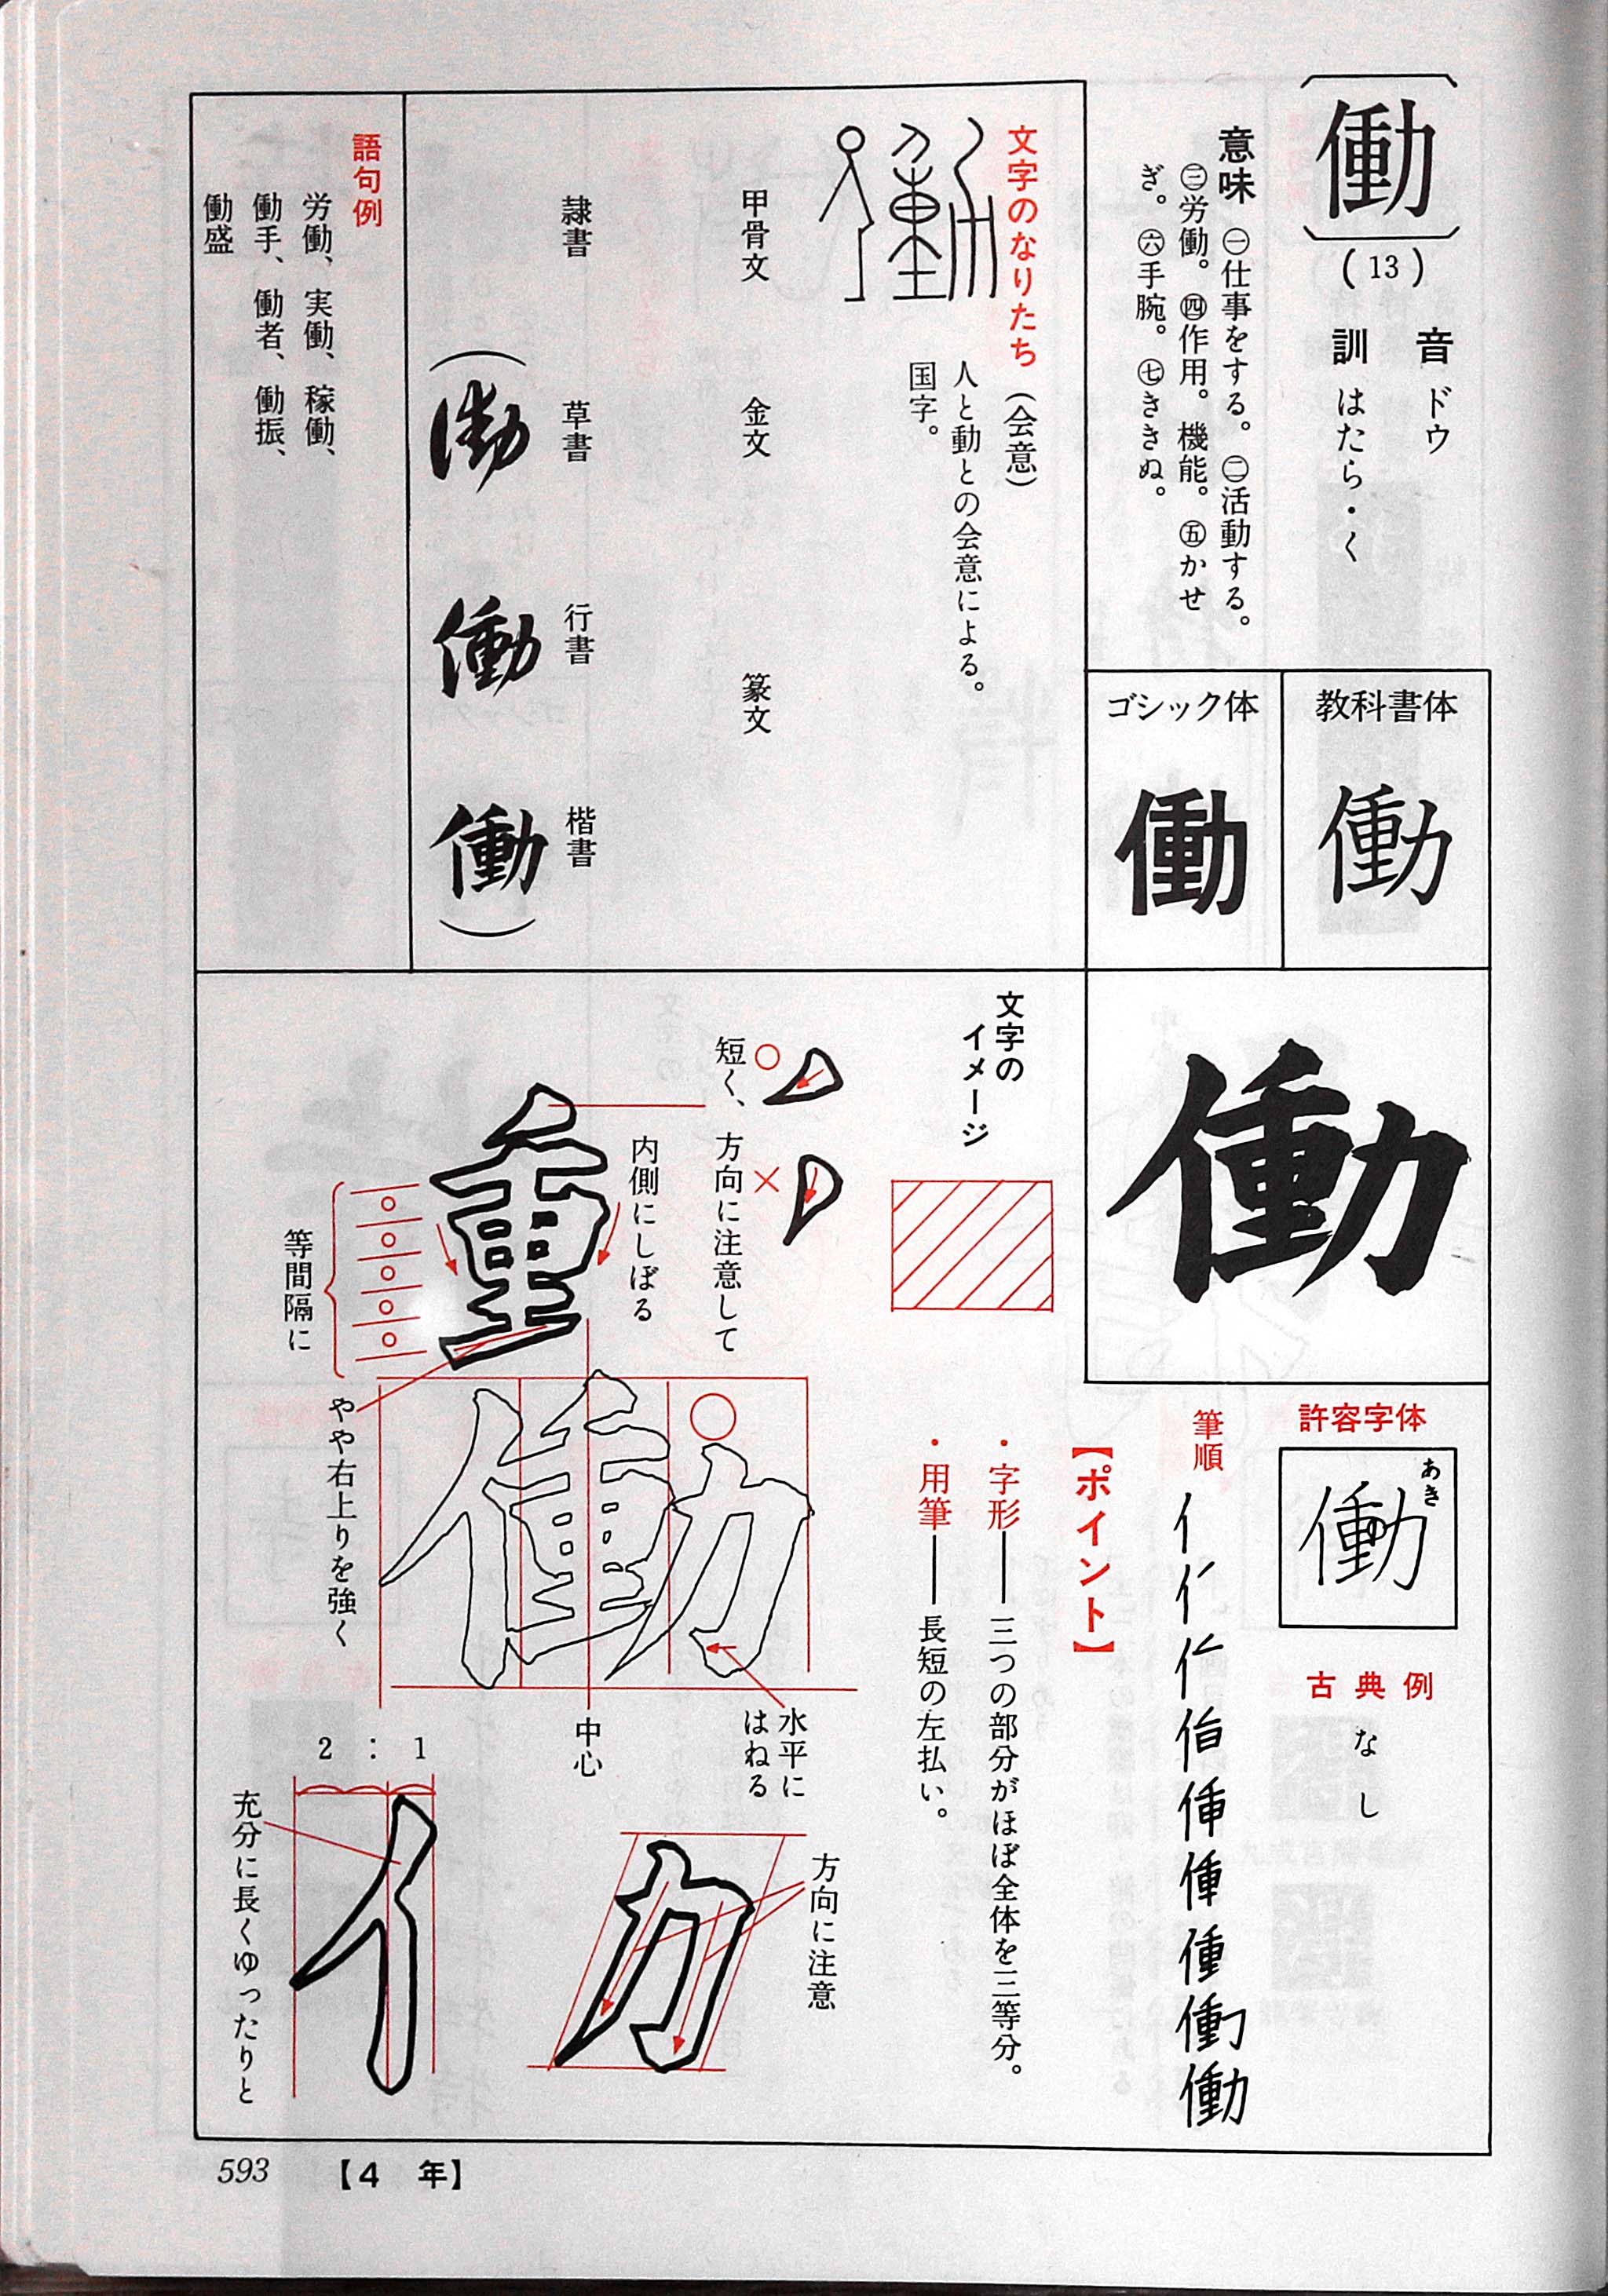 働
(13)
音 ドウ
訓 はたら・く
意味 ㊀仕事をする。㊁活動する。
㊂労働。㊃作用。機能。㊄かせ
ぎ。㊅手腕。㊆ききぬ。
教科書体
働
ゴシック体
働
文字のなりたち (会意)
人と動との会意による。
国字。
甲骨文 金文 篆文
隷書 草書 行書 楷書
(働 働 働)
語句例
労働、実働、稼働、
働手、働者、働振、
働盛
働
許容字体
あき
働
古典例
なし
筆順
働
【ポイント】
・字形——三つの部分がほぼ全体を三等分。
・用筆——長短の左払い。
文字の
イメージ
○ ×
短く、方向に注意して
内側にしぼる
重
等間隔に
やや右上りを強く
○
働
中心
水平に
はねる
方向に注意
力
2:1
イ
充分に長くゆったりと
593 【4 年】